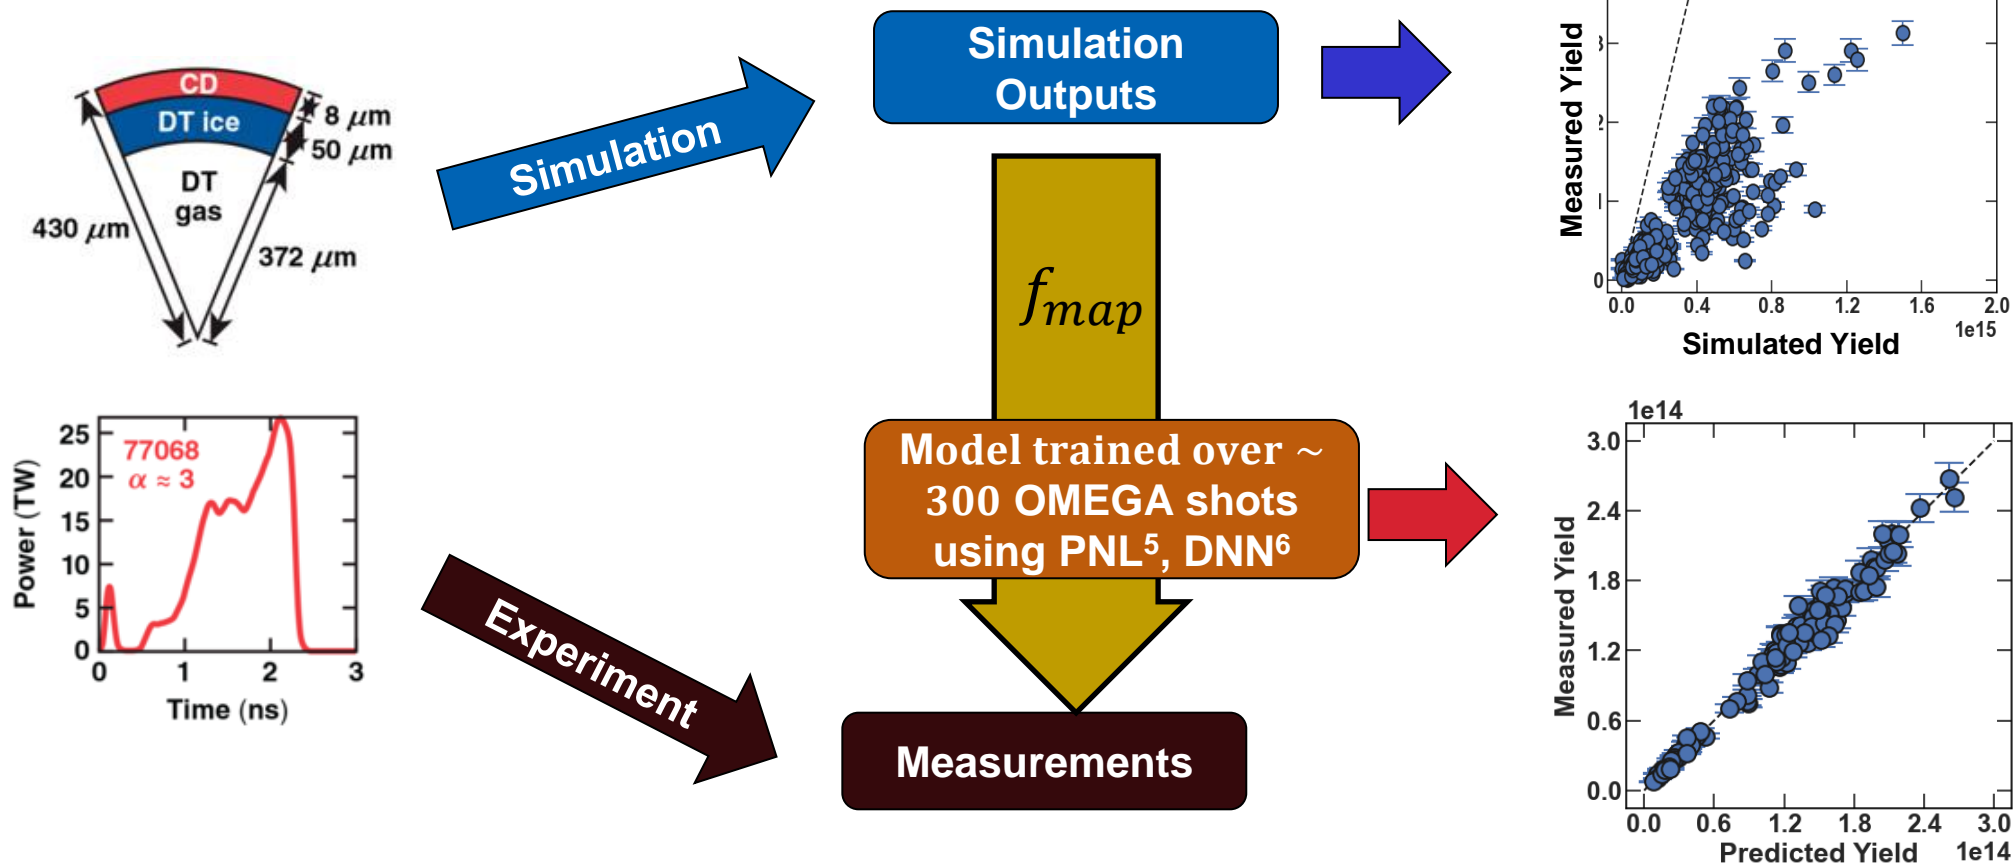 CD
DT ice
DT
gas
8 μm
50 μm
430 μm
372 μm
Simulation
Simulation
Outputs
Measured Yield
3
2
1
0
0.0 0.4 0.8 1.2 1.6 2.0
1e15
Simulated Yield
f_map
77068
α ≈ 3
Power (TW)
25
20
15
10
5
0
0 1 2 3
Time (ns)
Experiment
Model trained over ~
300 OMEGA shots
using PNL⁵, DNN⁶
Measurements
1e14
Measured Yield
3.0
2.4
1.8
1.2
0.6
0.0
0.0 0.6 1.2 1.8 2.4 3.0
Predicted Yield 1e14